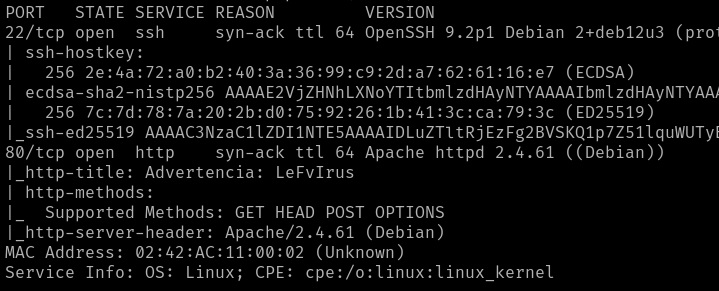 PORT   STATE SERVICE REASON         VERSION
22/tcp open  ssh     syn-ack ttl 64 OpenSSH 9.2p1 Debian 2+deb12u3 (prot
| ssh-hostkey:
|   256 2e:4a:72:a0:b2:40:3a:36:99:c9:2d:a7:62:61:16:e7 (ECDSA)
| ecdsa-sha2-nistp256 AAAAE2VjZHNhLXNoYTItbmlzdHAyNTYAAAAIbmlzdHAyNTYAAA
|   256 7c:7d:78:7a:20:2b:d0:75:92:26:1b:41:3c:ca:79:3c (ED25519)
|_ssh-ed25519 AAAAC3NzaC1lZDI1NTE5AAAAIDLuZTltRjEzFg2BVSKQ1p7Z51lquWUTyE
80/tcp open  http    syn-ack ttl 64 Apache httpd 2.4.61 ((Debian))
|_http-title: Advertencia: LeFvIrus
| http-methods:
|_  Supported Methods: GET HEAD POST OPTIONS
|_http-server-header: Apache/2.4.61 (Debian)
MAC Address: 02:42:AC:11:00:02 (Unknown)
Service Info: OS: Linux; CPE: cpe:/o:linux:linux_kernel